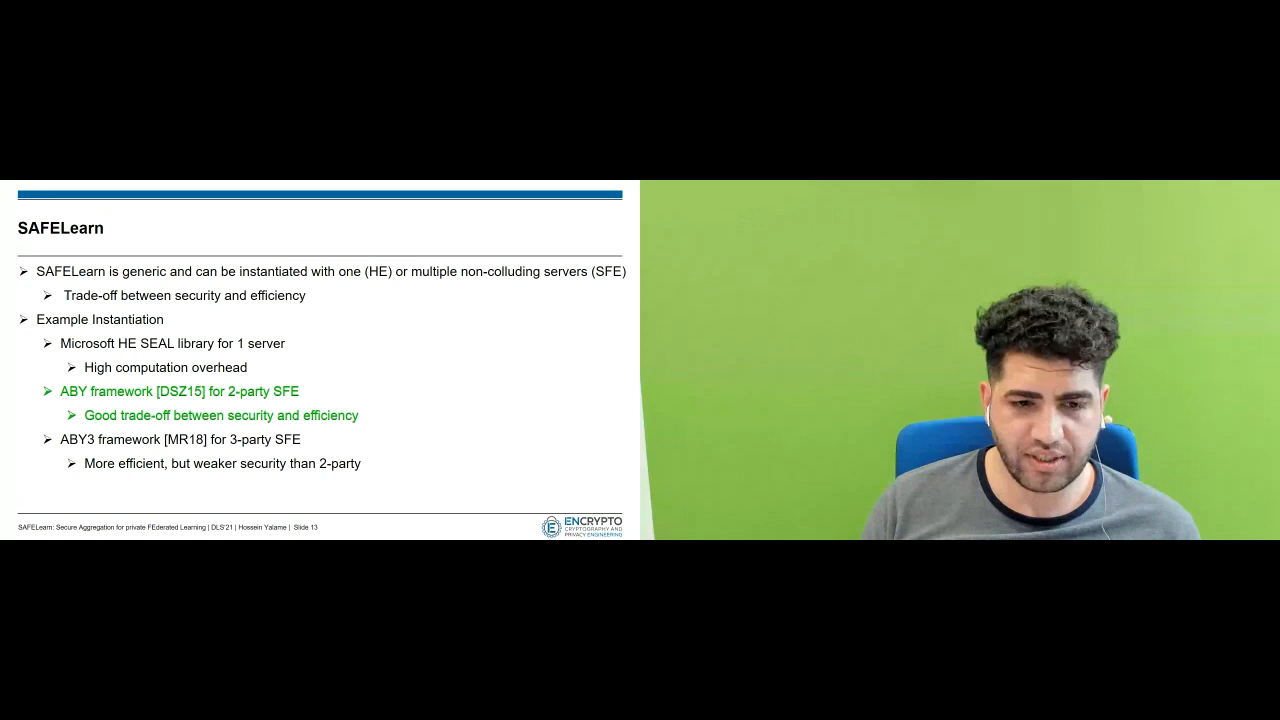 SAFELearn
➢ SAFELearn is generic and can be instantiated with one (HE) or multiple non-colluding servers (SFE)
➢ Trade-off between security and efficiency
➢ Example Instantiation
➢ Microsoft HE SEAL library for 1 server
➢ High computation overhead
➢ ABY framework [DSZ15] for 2-party SFE
➢ Good trade-off between security and efficiency
➢ ABY3 framework [MR18] for 3-party SFE
➢ More efficient, but weaker security than 2-party
SAFELearn: Secure Aggregation for private FEderated Learning | DLS'21 | Hossein Yalame | Slide 13
ENCRYPTO
CRYPTOGRAPHY AND
PRIVACY ENGINEERING